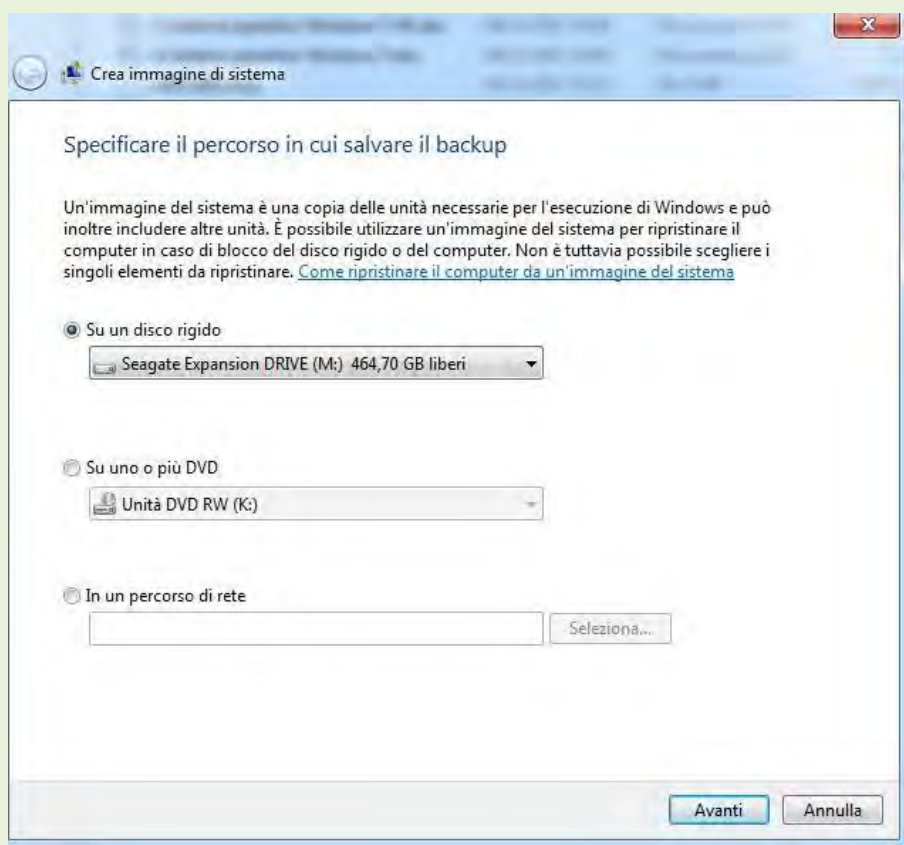 Crea immagine di sistema
Specificare il percorso in cui salvare il backup
Un'immagine del sistema è una copia delle unità necessarie per l'esecuzione di Windows e può
inoltre includere altre unità. È possibile utilizzare un'immagine del sistema per ripristinare il
computer in caso di blocco del disco rigido o del computer. Non è tuttavia possibile scegliere i
singoli elementi da ripristinare. Come ripristinare il computer da un'immagine del sistema
Su un disco rigido
Seagate Expansion DRIVE (M:) 464,70 GB liberi
Su uno o più DVD
Unità DVD RW (K:)
In un percorso di rete
Seleziona...
Avanti Annulla